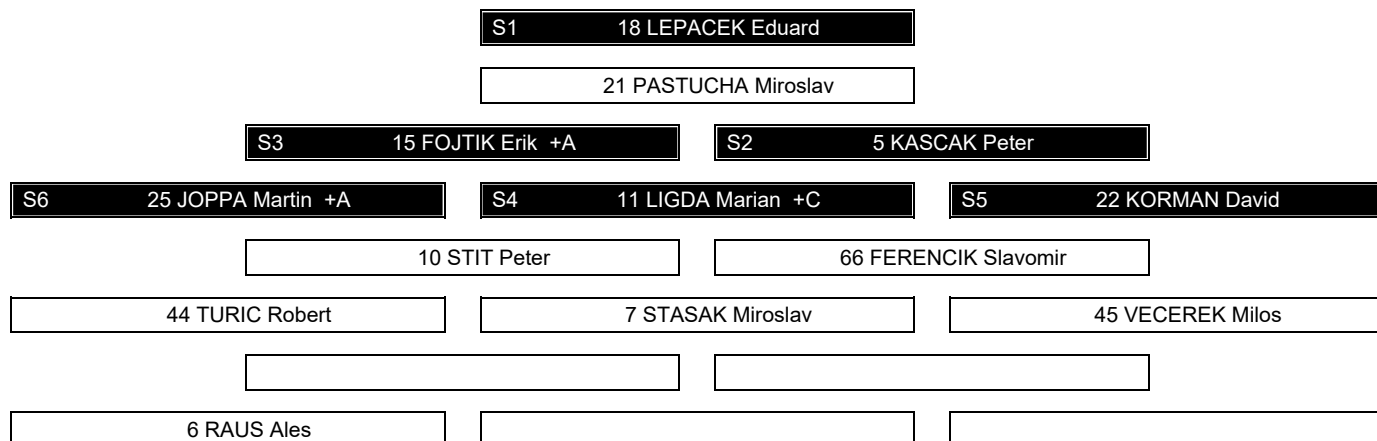 S1 18 LEPACEK Eduard
21 PASTUCHA Miroslav
S3 15 FOJTIK Erik +A S2 5 KASCAK Peter
S6 25 JOPPA Martin +A S4 11 LIGDA Marian +C S5 22 KORMAN David
10 STIT Peter 66 FERENCIK Slavomir
44 TURIC Robert 7 STASAK Miroslav 45 VECEREK Milos
6 RAUS Ales